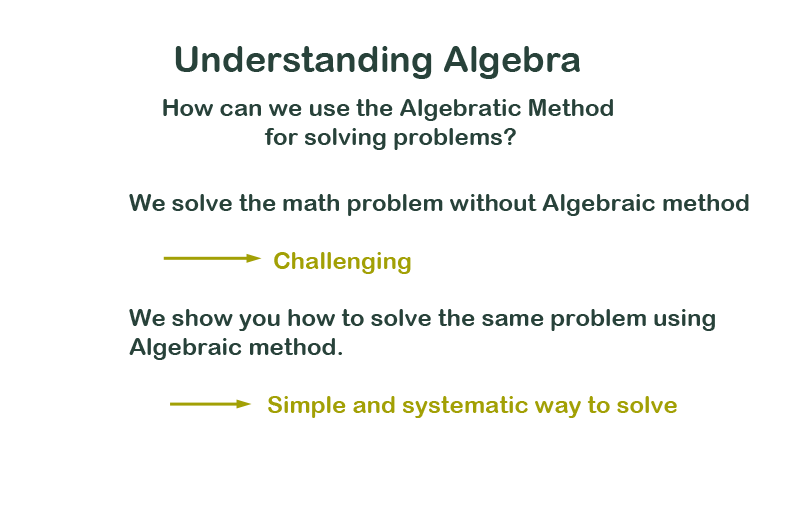 Understanding Algebra
How can we use the Algebratic Method
for solving problems?
We solve the math problem without Algebraic method
Challenging
We show you how to solve the same problem using
Algebraic method.
Simple and systematic way to solve